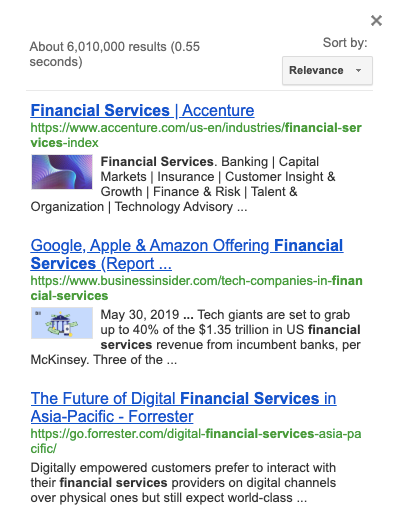 ×
About 6,010,000 results (0.55
seconds)
Sort by:
Relevance
Financial Services | Accenture
https://www.accenture.com/us-en/industries/financial-ser
vices-index
Financial Services. Banking | Capital
Markets | Insurance | Customer Insight &
Growth | Finance & Risk | Talent &
Organization | Technology Advisory ...
Google, Apple & Amazon Offering Financial
Services (Report ...
https://www.businessinsider.com/tech-companies-in-finan
cial-services
May 30, 2019 ... Tech giants are set to grab
up to 40% of the $1.35 trillion in US financial
services revenue from incumbent banks, per
McKinsey. Three of the ...
The Future of Digital Financial Services in
Asia-Pacific - Forrester
https://go.forrester.com/digital-financial-services-asia-pa
cific/
Digitally empowered customers prefer to interact with
their financial services providers on digital channels
over physical ones but still expect world-class ...